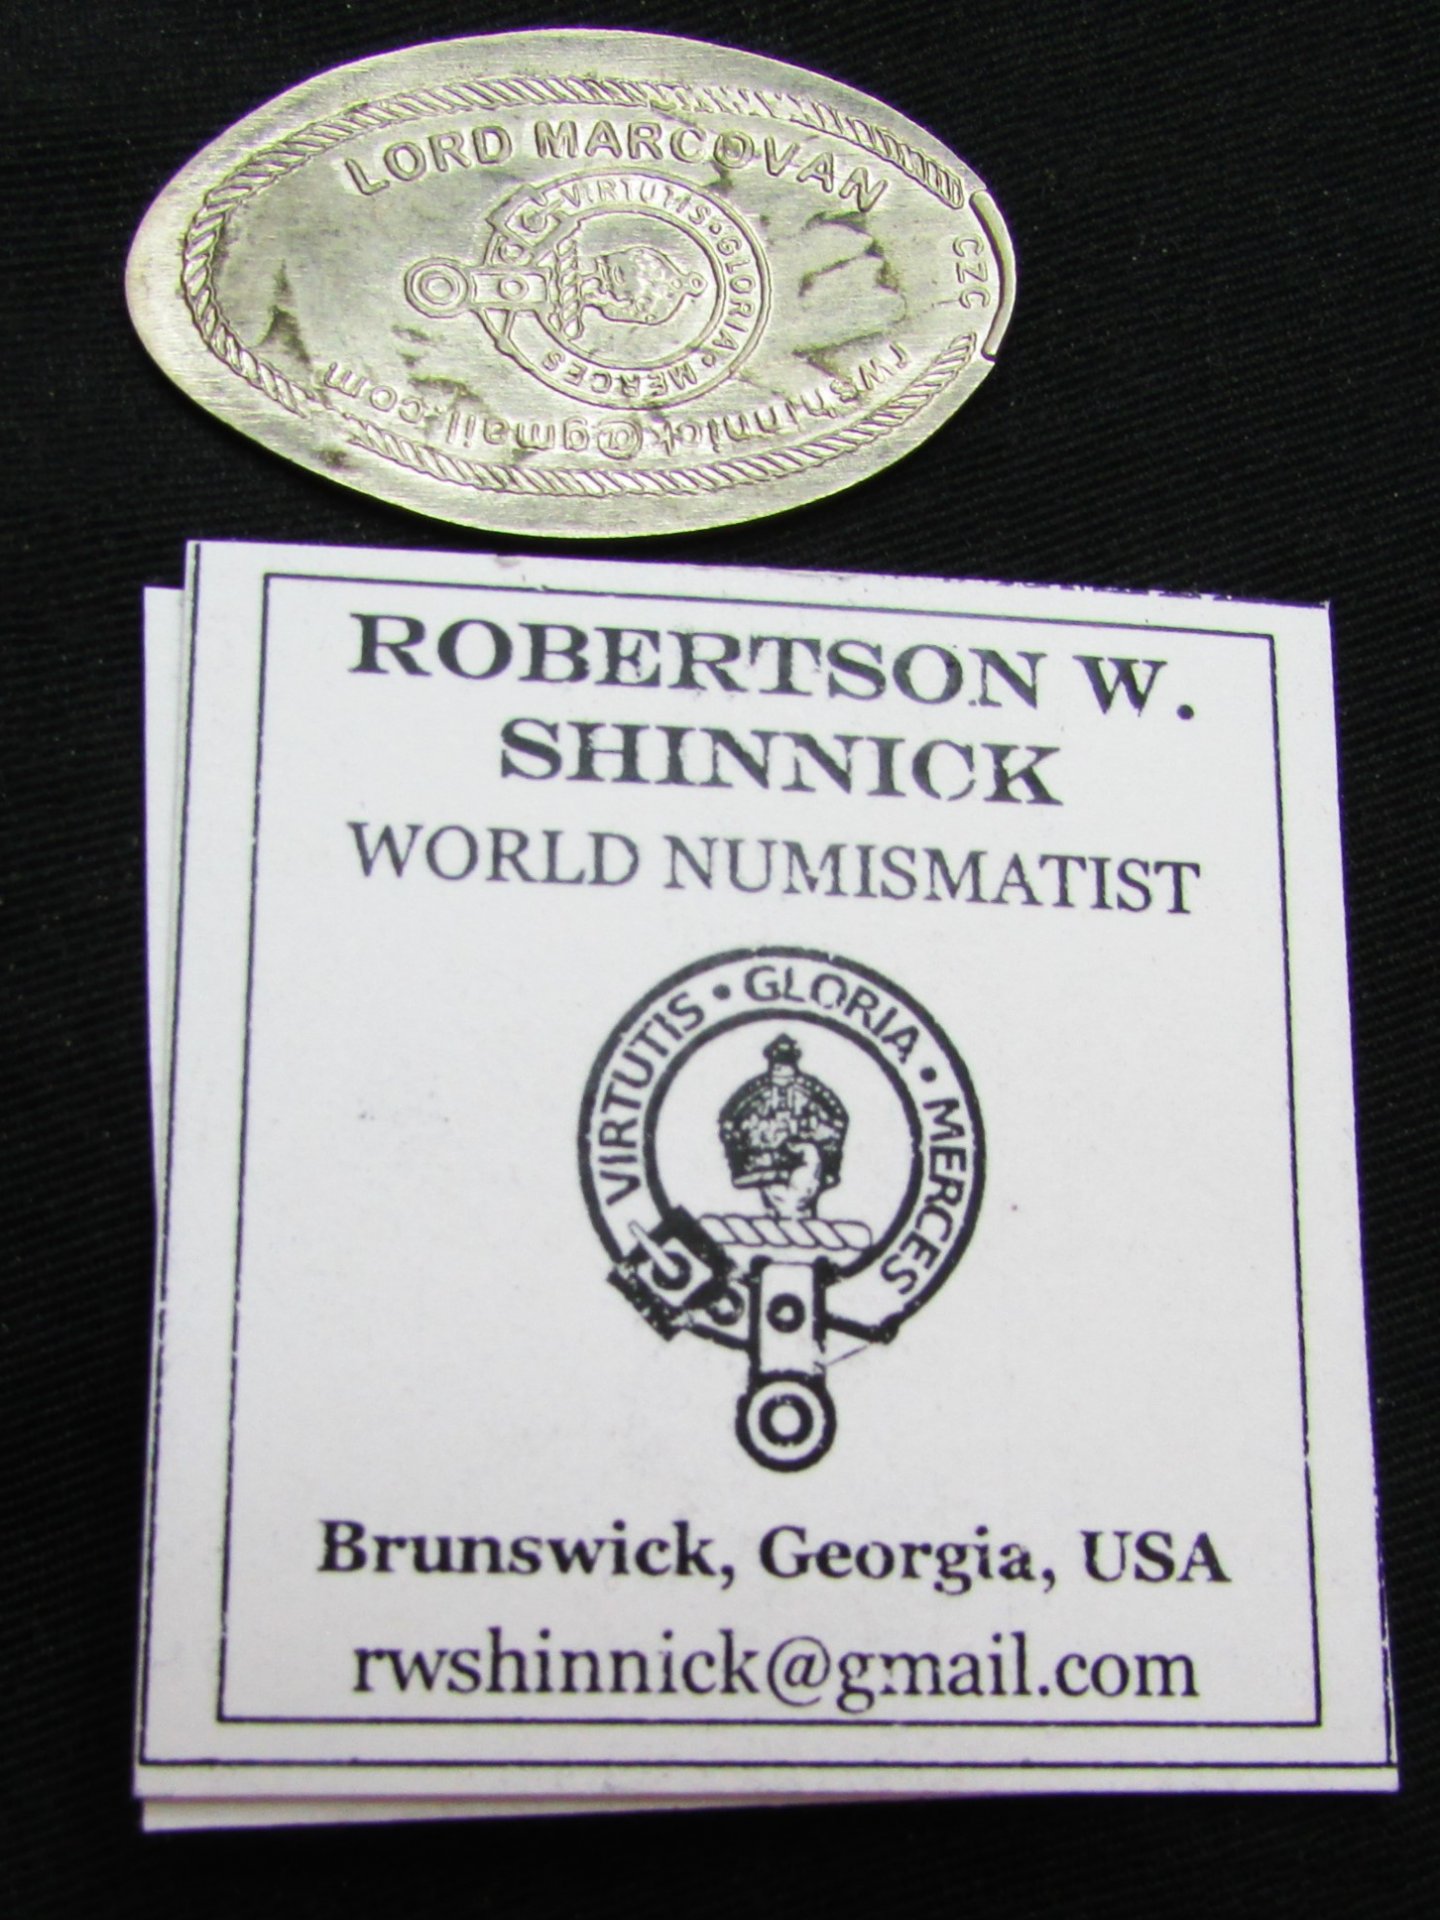 LORD MARCOVAN
VIRTUTIS • GLORIA • MERCES
CZC
rwshinnick@gmail.com
ROBERTSON W.
SHINNICK
WORLD NUMISMATIST
VIRTUTIS • GLORIA • MERCES
Brunswick, Georgia, USA
rwshinnick@gmail.com